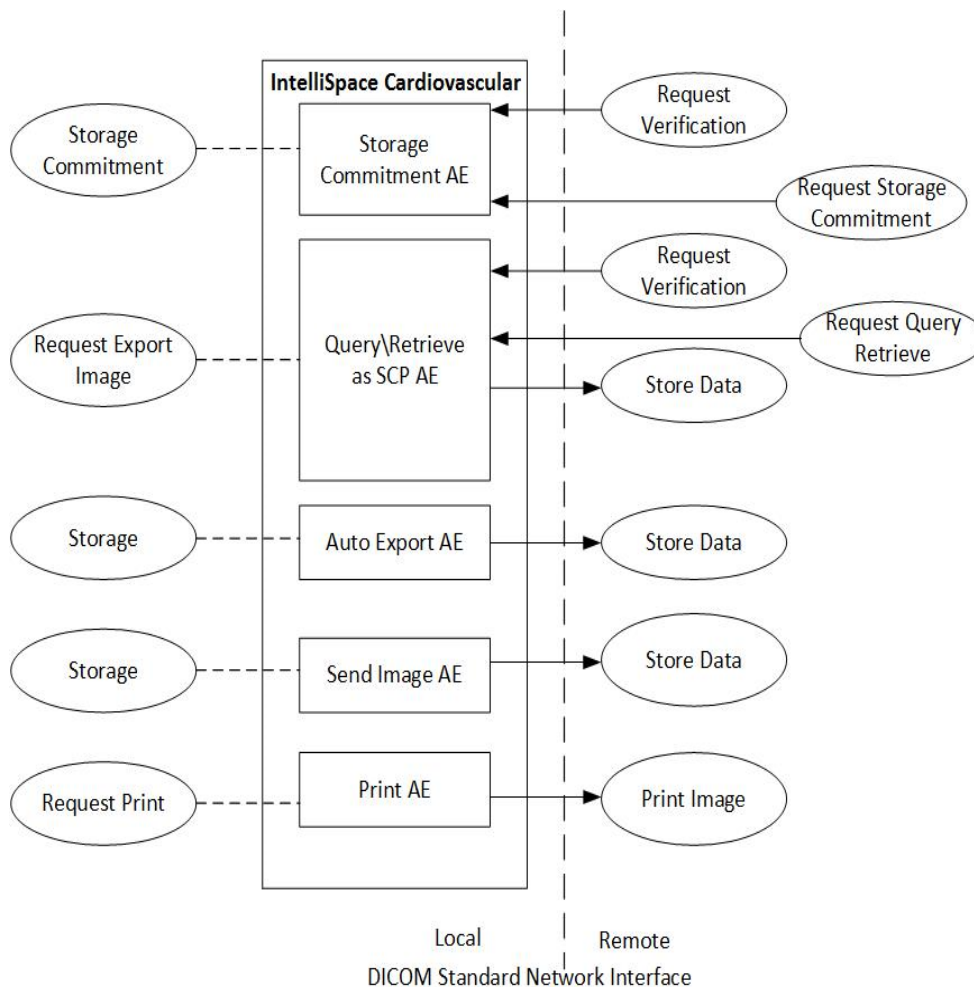 IntelliSpace Cardiovascular
Storage
Commitment
Storage
Commitment AE
Request
Verification
Request Storage
Commitment
Request
Verification
Request Export
Image
Query\Retrieve
as SCP AE
Request Query
Retrieve
Store Data
Storage
Auto Export AE
Store Data
Storage
Send Image AE
Store Data
Request Print
Print AE
Print Image
Local
Remote
DICOM Standard Network Interface